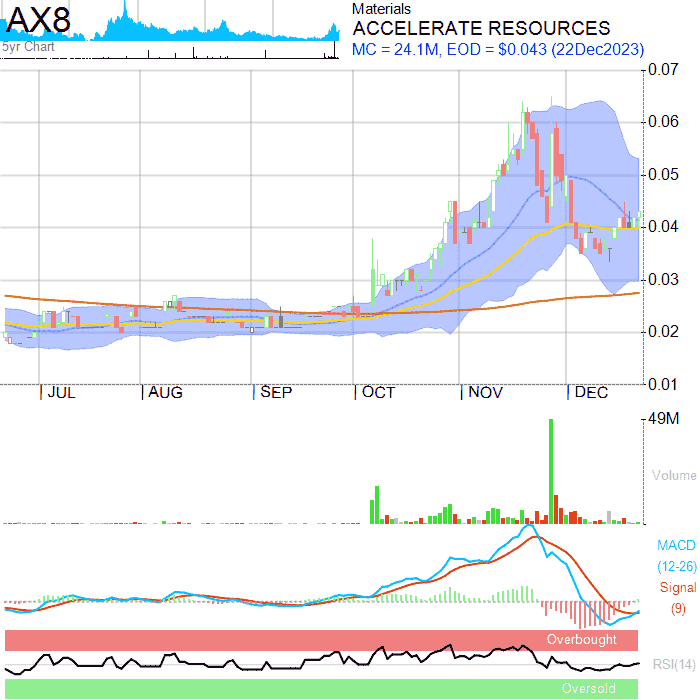 AX8
5yr Chart
Materials
ACCELERATE RESOURCES
MC = 24.1M, EOD = $0.043 (22Dec2023)
0.07
0.06
0.05
0.04
0.03
0.02
0.01
JUL AUG SEP OCT NOV DEC
49M
Volume
MACD
(12-26)
Signal
(9)
Overbought
RSI(14)
Oversold